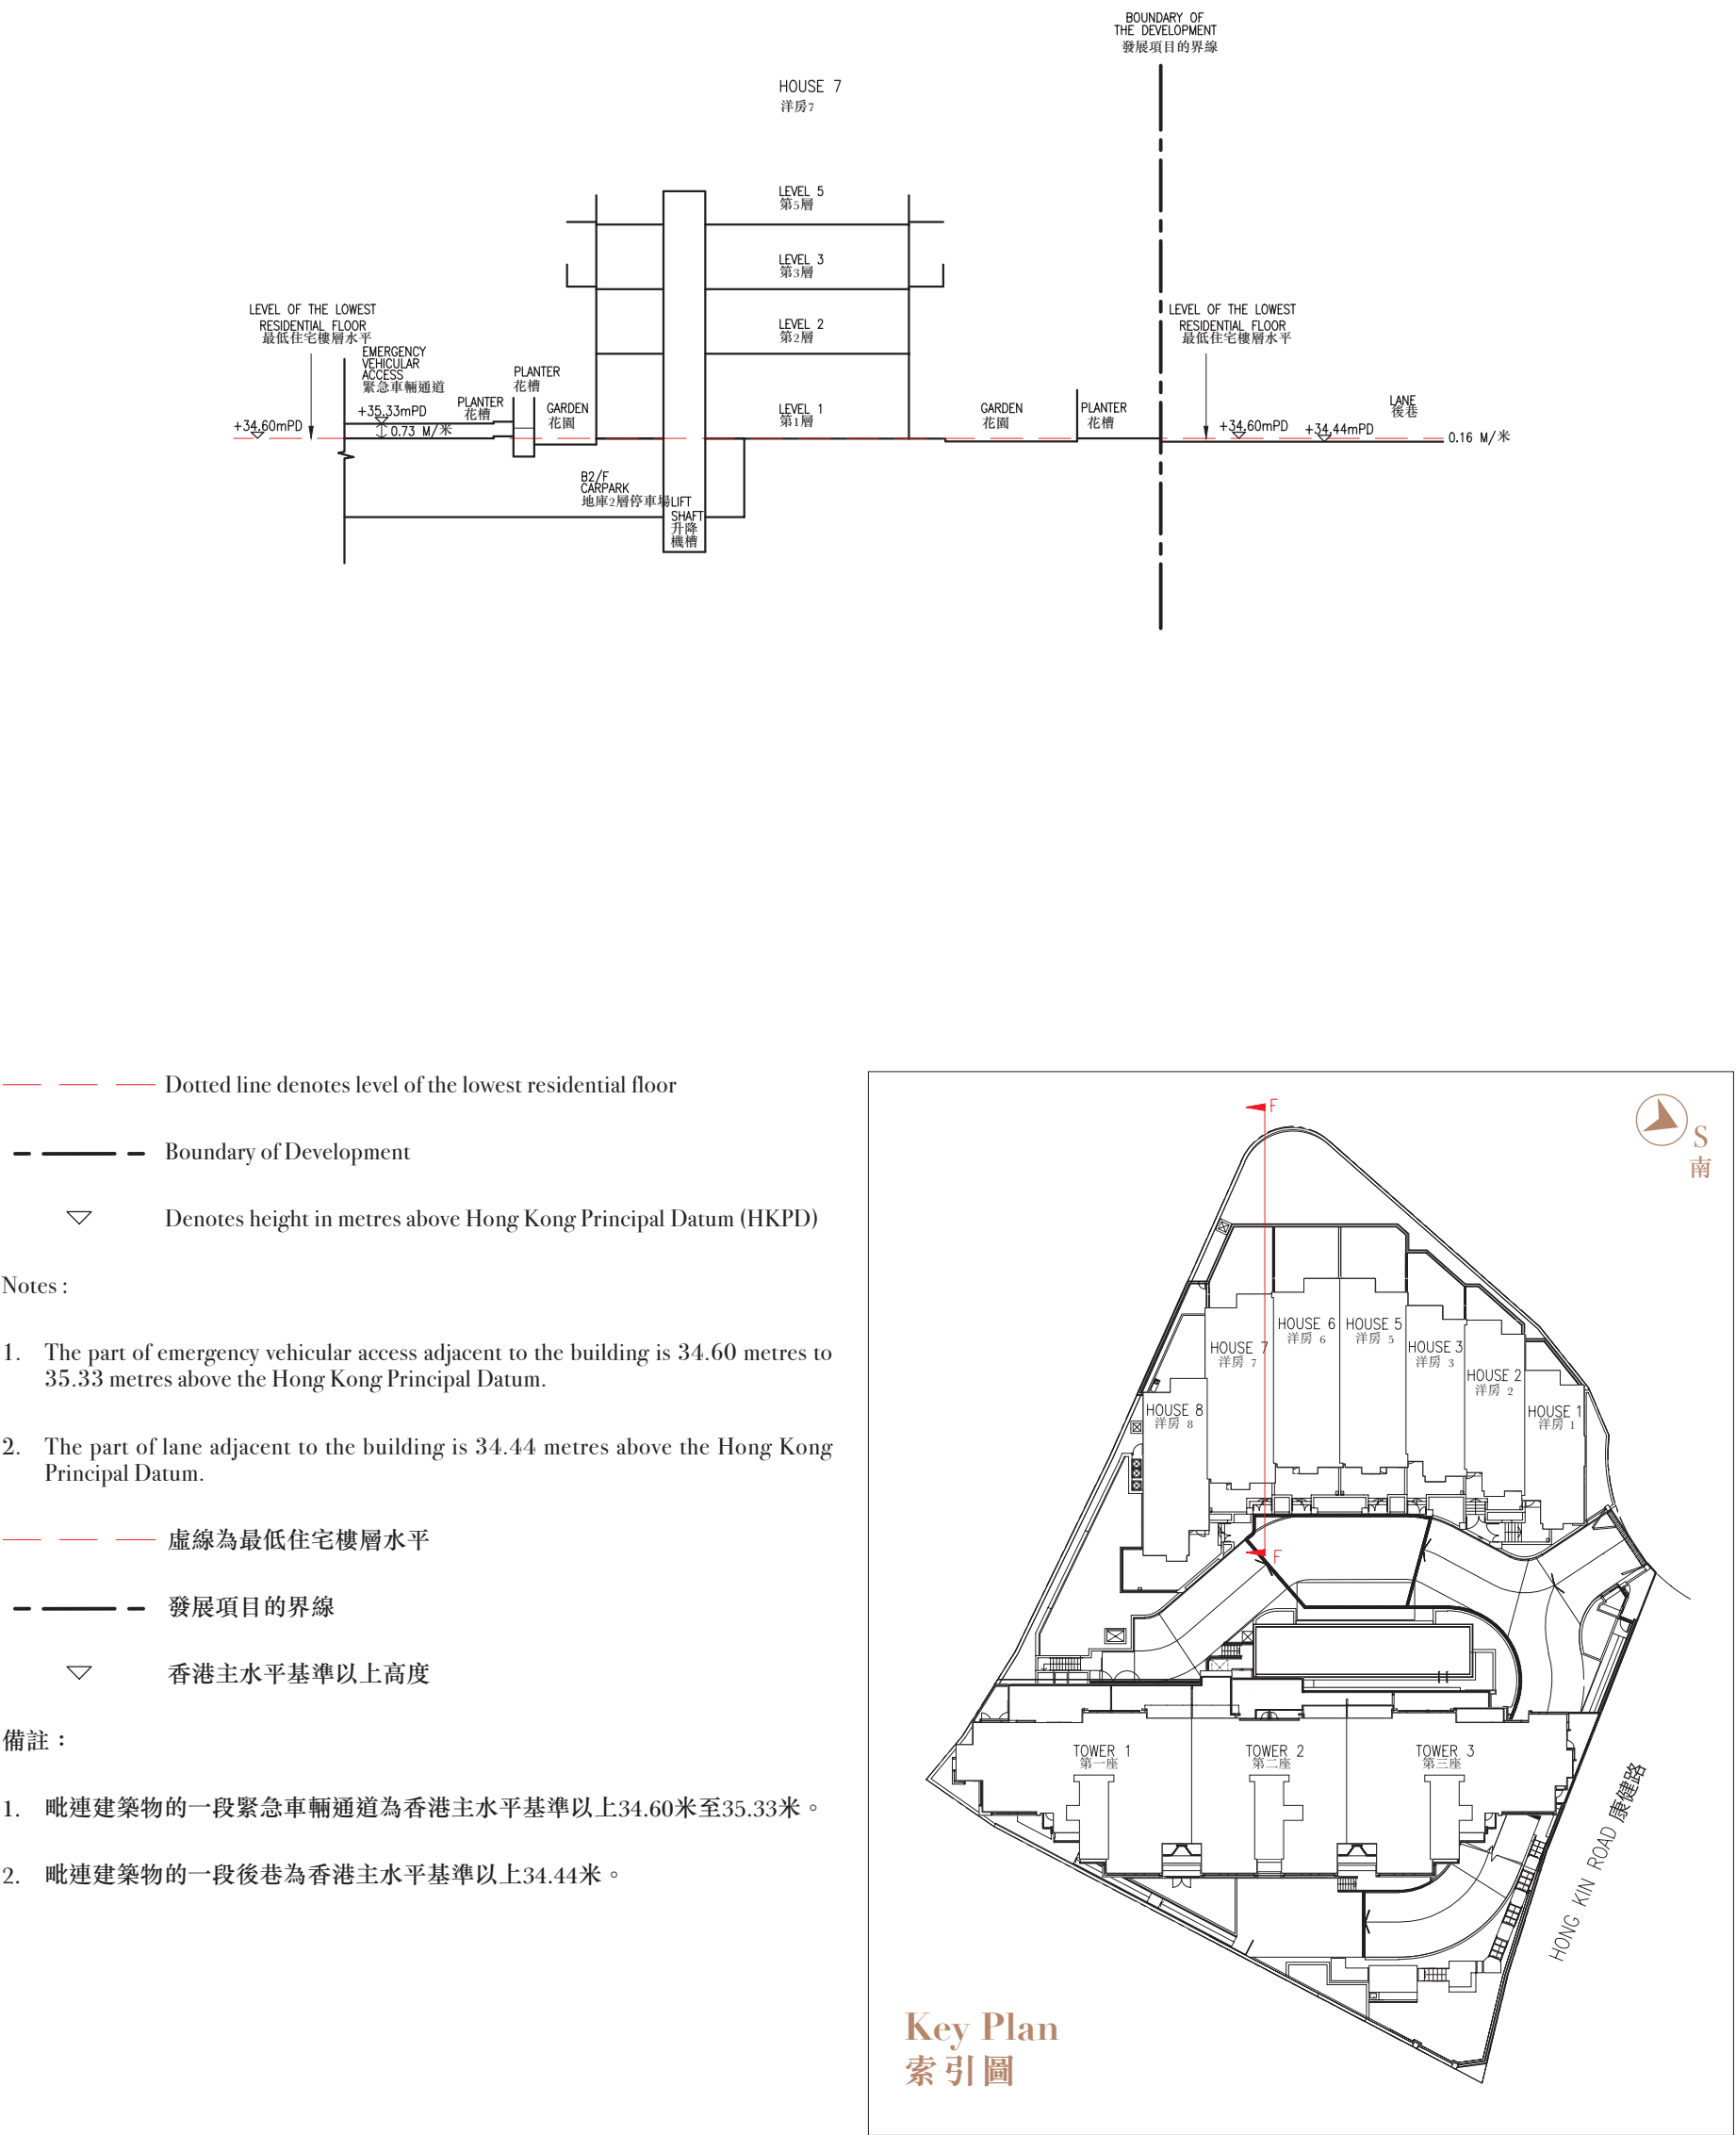 BOUNDARY OF
THE DEVELOPMENT
發展項目的界線
HOUSE 7
洋房7
LEVEL 5
第5層
LEVEL 3
第3層
LEVEL 2
第2層
LEVEL 1
第1層
LEVEL OF THE LOWEST
RESIDENTIAL FLOOR
最低住宅樓層水平
EMERGENCY
VEHICULAR
ACCESS
緊急車輛通道
+35.33mPD
+34.60mPD
0.73 M/米
PLANTER
花槽
PLANTER
花槽
GARDEN
花園
GARDEN
花園
PLANTER
花槽
LEVEL OF THE LOWEST
RESIDENTIAL FLOOR
最低住宅樓層水平
+34.60mPD
+34.44mPD
LANE
後巷
0.16 M/米
B2/F
CARPARK
地庫2層停車場
LIFT
SHAFT
升降
機槽
Dotted line denotes level of the lowest residential floor
Boundary of Development
Denotes height in metres above Hong Kong Principal Datum (HKPD)
Notes :
1. The part of emergency vehicular access adjacent to the building is 34.60 metres to
35.33 metres above the Hong Kong Principal Datum.
2. The part of lane adjacent to the building is 34.44 metres above the Hong Kong
Principal Datum.
虛線為最低住宅樓層水平
發展項目的界線
香港主水平基準以上高度
備註：
1. 毗連建築物的一段緊急車輛通道為香港主水平基準以上34.60米至35.33米。
2. 毗連建築物的一段後巷為香港主水平基準以上34.44米。
F
S
南
HOUSE 7
洋房 7
HOUSE 6
洋房 6
HOUSE 5
洋房 5
HOUSE 3
洋房 3
HOUSE 2
洋房 2
HOUSE 1
洋房 1
HOUSE 8
洋房 8
F
TOWER 1
第一座
TOWER 2
第二座
TOWER 3
第三座
HONG KIN ROAD 康健路
Key Plan
索引圖